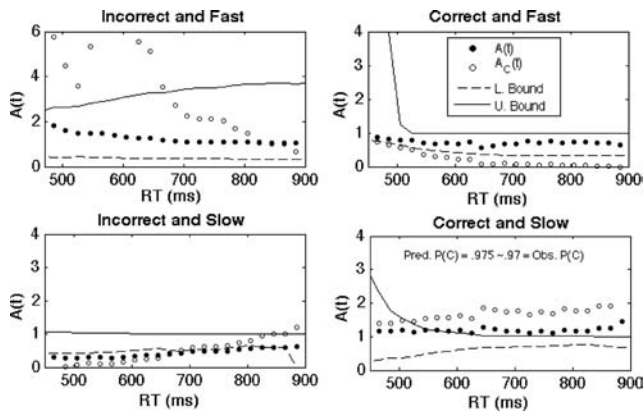 Incorrect and Fast
6
4
2
0
A(t)
500 600 700 800 900
RT (ms)
Correct and Fast
4
3
2
1
0
A(t)
A_C(t)
L. Bound
U. Bound
500 600 700 800 900
RT (ms)
Incorrect and Slow
4
3
2
1
0
A(t)
500 600 700 800 900
RT (ms)
Correct and Slow
4
3
2
1
0
Pred. P(C) = .975 ~.97 = Obs. P(C)
500 600 700 800 900
RT (ms)